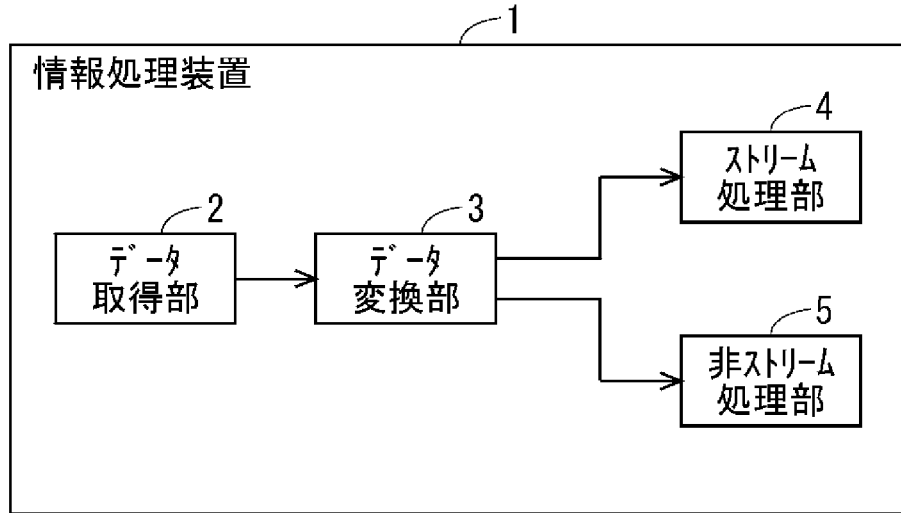 1
情報処理装置
4
ｽﾄﾘｰﾑ
処理部
2
ﾃﾞｰﾀ
取得部
3
ﾃﾞｰﾀ
変換部
5
非ｽﾄﾘｰﾑ
処理部